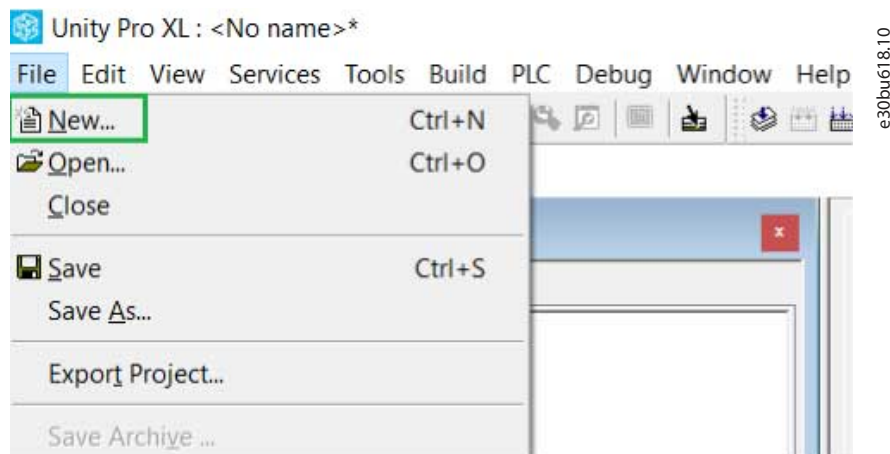 Unity Pro XL : <No name>*
File Edit View Services Tools Build PLC Debug Window Help
New... Ctrl+N
Open... Ctrl+O
Close
x
Save Ctrl+S
Save As...
Export Project...
Save Archive ...
e30bu618.10